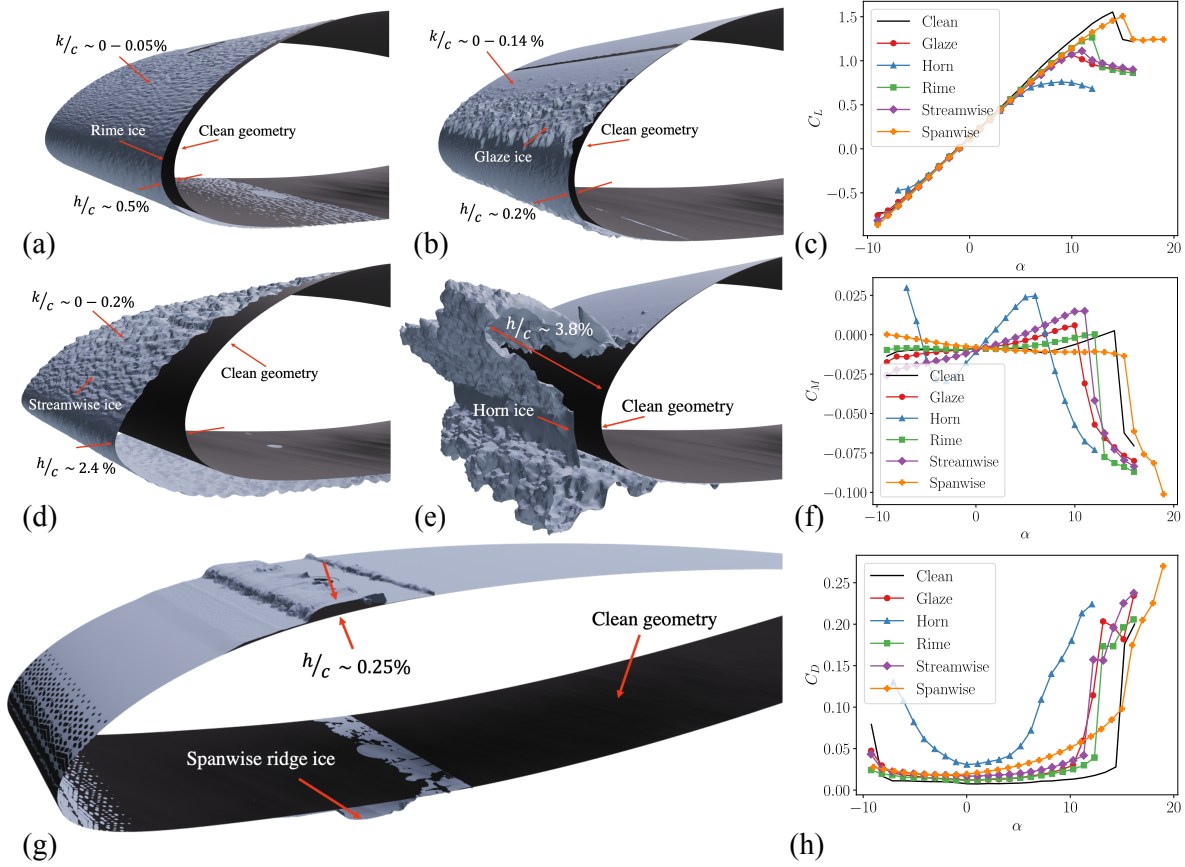 k/c ~ 0 – 0.05%
Rime ice
Clean geometry
h/c ~ 0.5%
(a)
k/c ~ 0 – 0.14 %
Clean geometry
Glaze ice
h/c ~ 0.2%
(b)
1.5
1.0
0.5
0.0
−0.5
C_L
Clean
Glaze
Horn
Rime
Streamwise
Spanwise
−10
0
10
20
α
(c)
k/c ~ 0 – 0.2%
Streamwise ice
Clean geometry
h/c ~ 2.4 %
(d)
h/c ~ 3.8%
Horn ice
Clean geometry
(e)
0.025
0.000
−0.025
−0.050
−0.075
−0.100
C_M
Clean
Glaze
Horn
Rime
Streamwise
Spanwise
−10
0
10
20
α
(f)
h/c ~ 0.25%
Clean geometry
Spanwise ridge ice
(g)
0.25
0.20
0.15
0.10
0.05
0.00
C_D
Clean
Glaze
Horn
Rime
Streamwise
Spanwise
−10
0
10
20
α
(h)